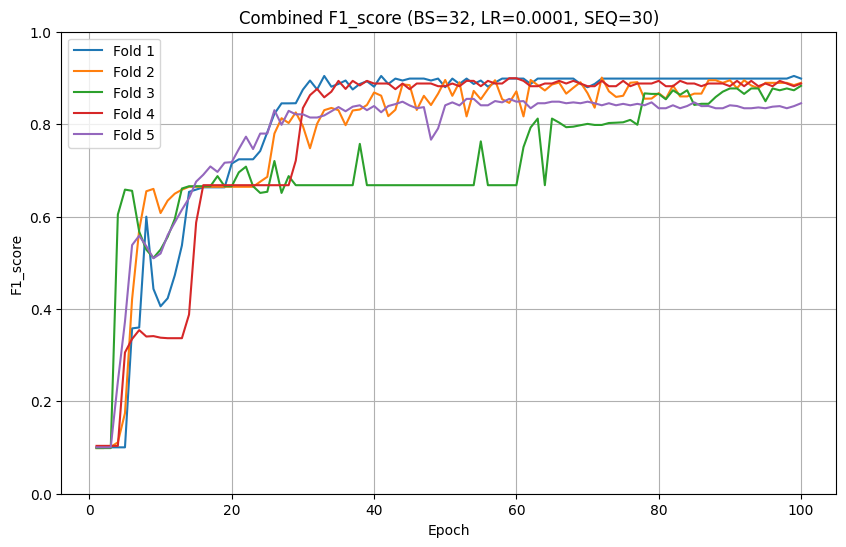 Combined F1_score (BS=32, LR=0.0001, SEQ=30)
Fold 1
Fold 2
Fold 3
Fold 4
Fold 5
F1_score
1.0
0.8
0.6
0.4
0.2
0.0
0
20
40
60
80
100
Epoch